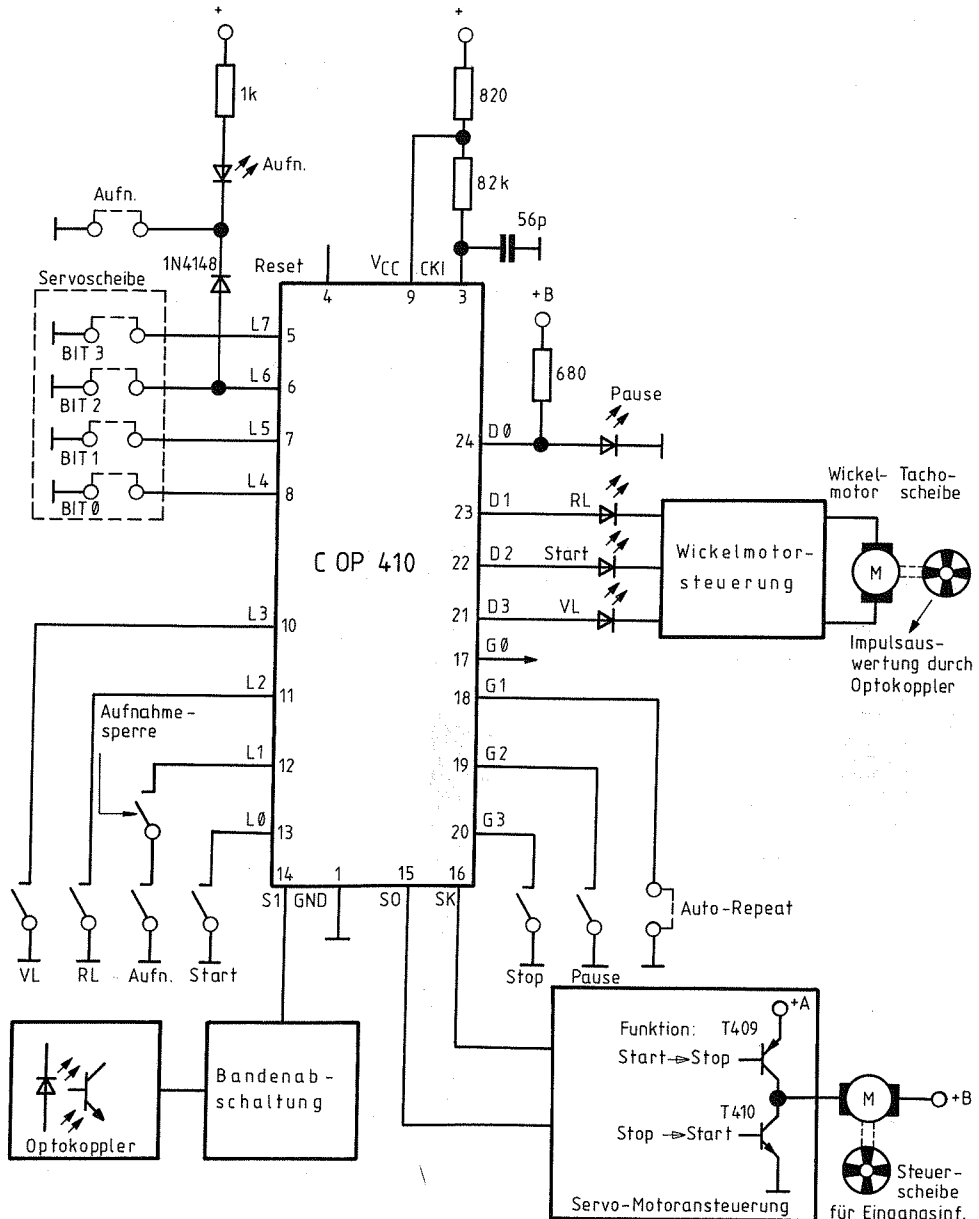 +
+
1k
820
Aufn.
82k
Aufn.
56p
1N4148
Reset
VCC
CKI
Servoscheibe
4
9
3
+B
L7
5
BIT 3
680
Pause
L6
6
BIT 2
D0
24
L5
7
BIT 1
Wickel-
motor
Tacho-
scheibe
L4
8
BIT 0
D1
RL
23
C OP 410
Wickelmotor-
steuerung
D2
Start
22
M
D3
VL
21
L3
10
G0
17
Impulsaus-
wertung durch
Optokoppler
L2
11
G1
18
Aufnahme-
sperre
L1
12
G2
19
L0
13
G3
20
14
1
15
16
S1
GND
SO
SK
Auto-Repeat
VL
RL
Aufn.
Start
Stop
Pause
+A
Funktion:
T409
Start → Stop
Bandenab-
schaltung
T410
M
+B
Stop → Start
Optokoppler
Steuer-
scheibe
für Eingangsinf.
Servo-Motoransteuerung